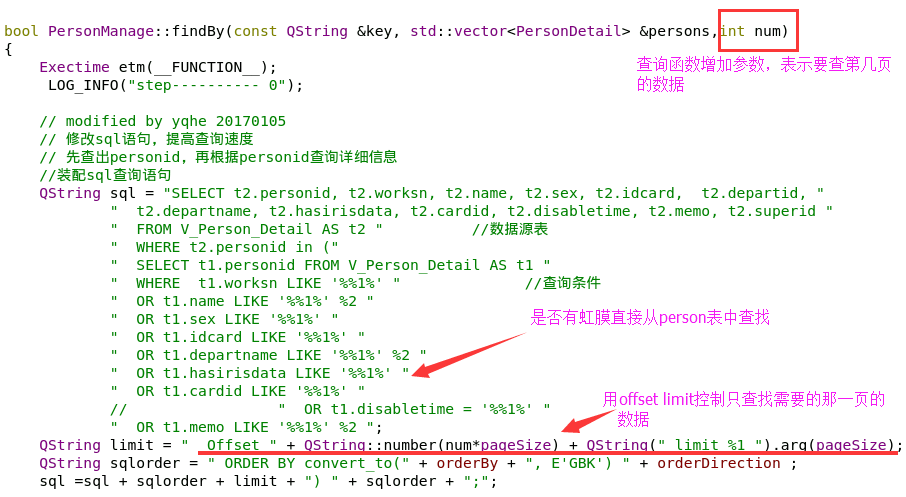 bool PersonManage::findBy(const QString &key, std::vector<PersonDetail> &persons,int num)
{
查询函数增加参数，表示要查第几页
的数据
    Exectime etm(__FUNCTION__);
     LOG_INFO("step---------- 0");
    // modified by yqhe 20170105
    // 修改sql语句，提高查询速度
    // 先查出personid，再根据personid查询详细信息
    //装配sql查询语句
    QString sql = "SELECT t2.personid, t2.worksn, t2.name, t2.sex, t2.idcard,  t2.departid, "
            "  t2.departname, t2.hasirisdata, t2.cardid, t2.disabletime, t2.memo, t2.superid "
            "  FROM V_Person_Detail AS t2 "          //数据源表
            "  WHERE t2.personid in ("
            "  SELECT t1.personid FROM V_Person_Detail AS t1 "
            "  WHERE  t1.worksn LIKE '%%1%' "              //查询条件
            "  OR t1.name LIKE '%%1%' %2 "
            "  OR t1.sex LIKE '%%1%' "
是否有虹膜直接从person表中查找
            "  OR t1.idcard LIKE '%%1%' "
            "  OR t1.departname LIKE '%%1%' %2 "
            "  OR t1.hasirisdata LIKE '%%1%' "
            "  OR t1.cardid LIKE '%%1%' "
用offset limit控制只查找需要的那一页的
数据
            //                 "  OR t1.disabletime = '%%1%' "
            "  OR t1.memo LIKE '%%1%' %2 ";
    QString limit = "  Offset " + QString::number(num*pageSize) + QString(" limit %1 ").arg(pageSize);
    QString sqlorder = " ORDER BY convert_to(" + orderBy + ", E'GBK') " + orderDirection ;
    sql =sql + sqlorder + limit + ") " + sqlorder + ";";